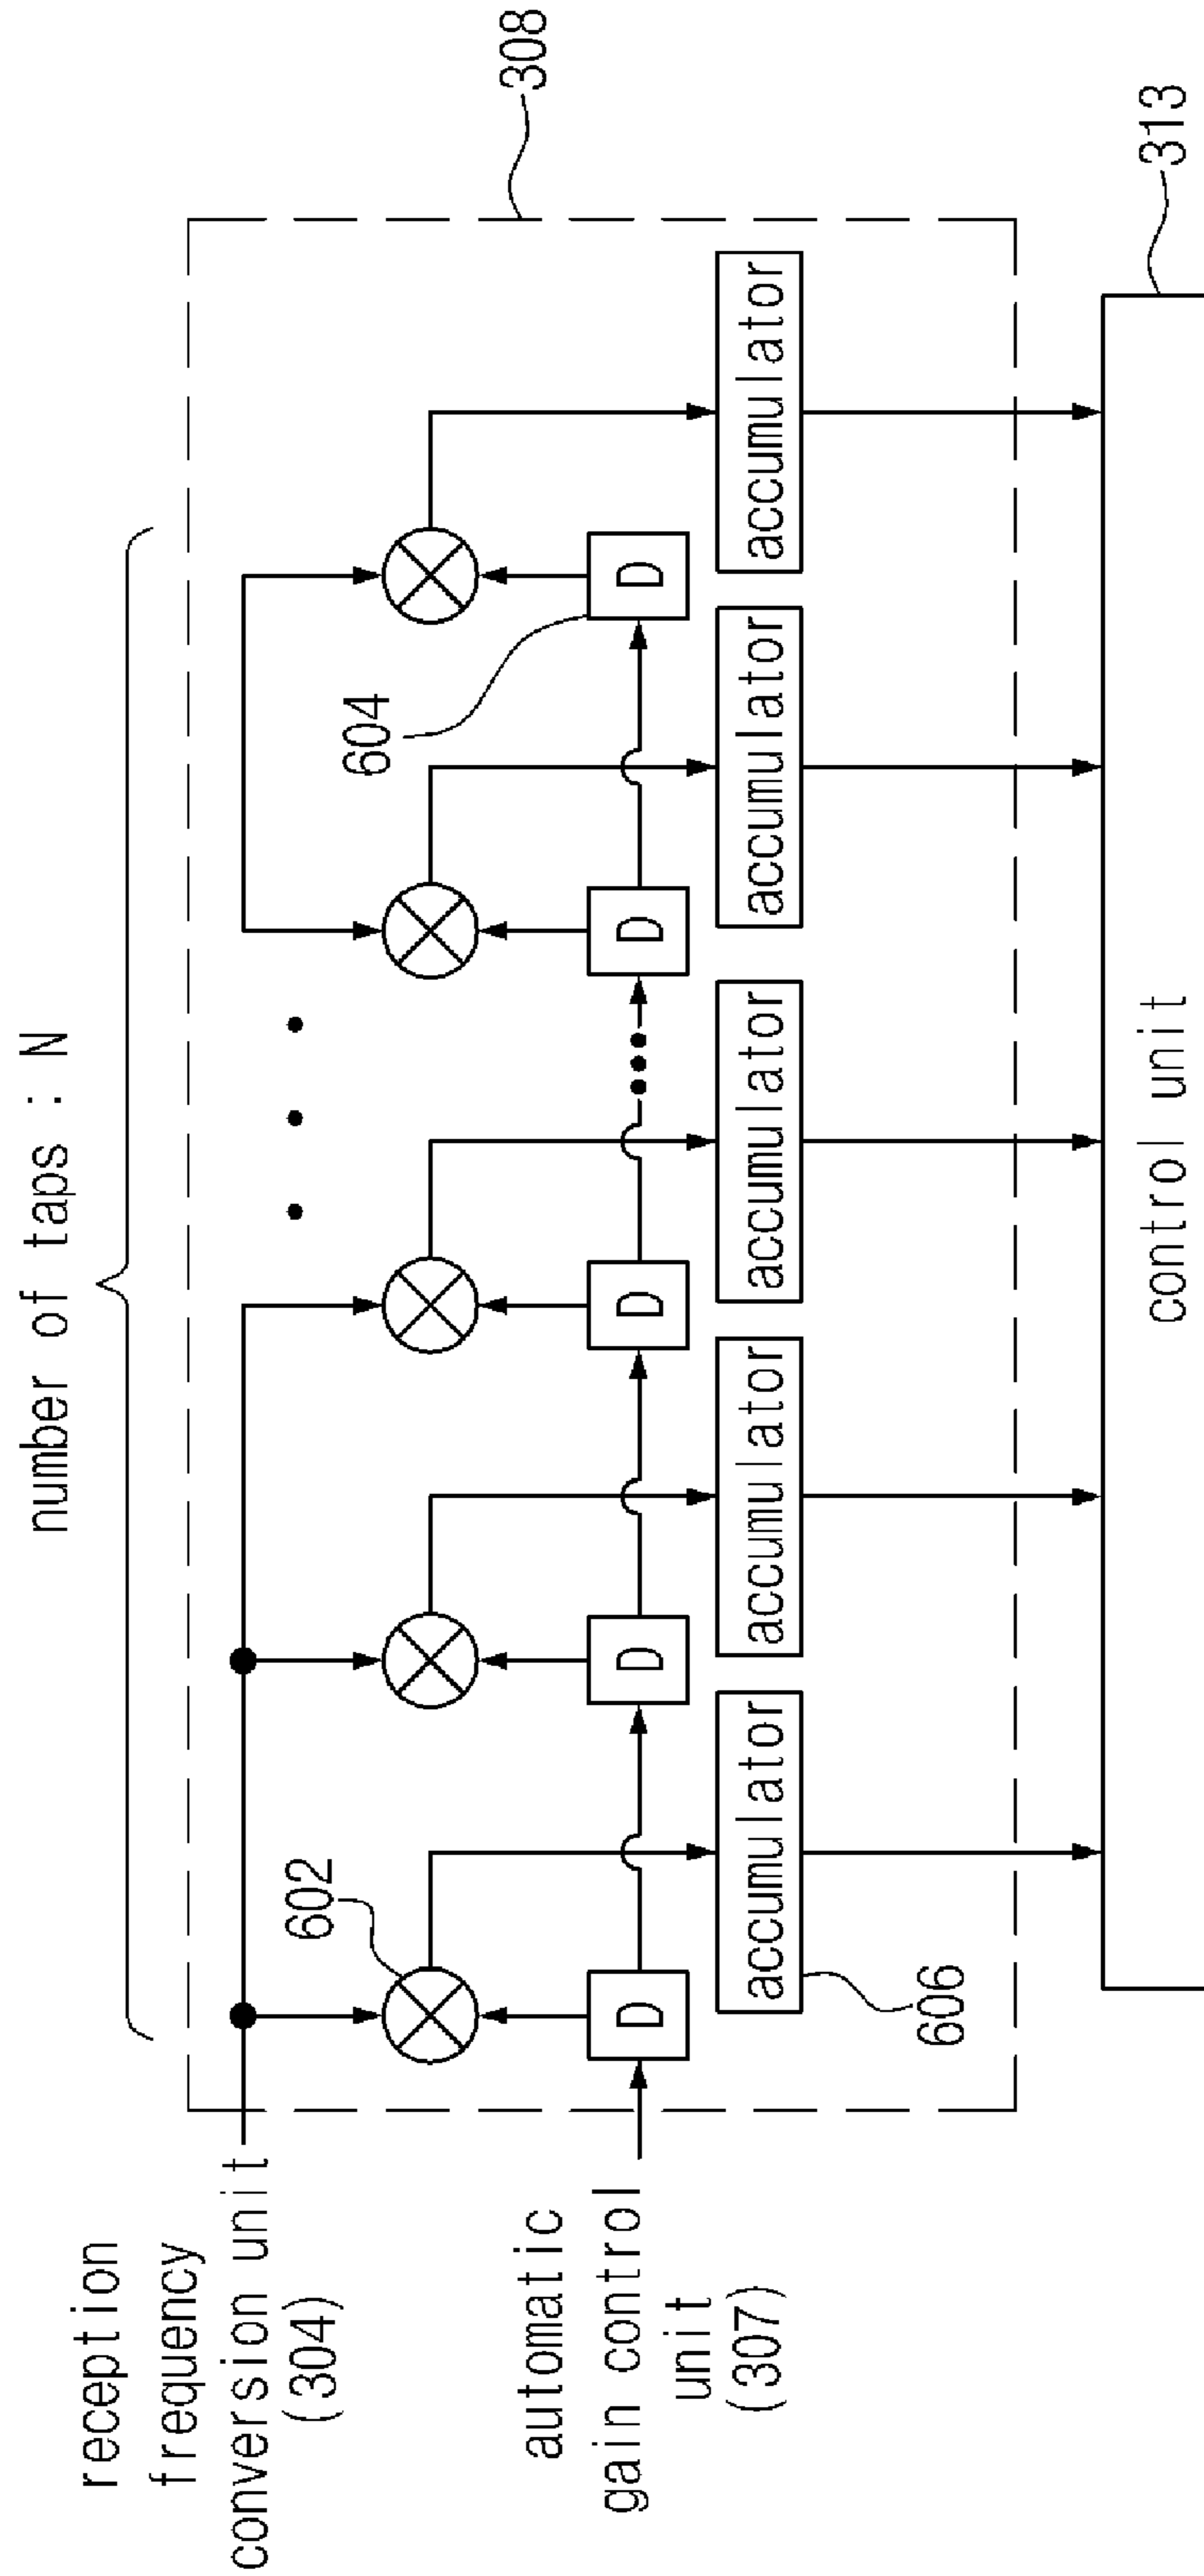 number of taps : N
308
reception
frequency
conversion unit
(304)
602
604
automatic
gain control
unit
(307)
D
D
D
D
D
accumulator
accumulator
accumulator
accumulator
accumulator
606
control unit
313